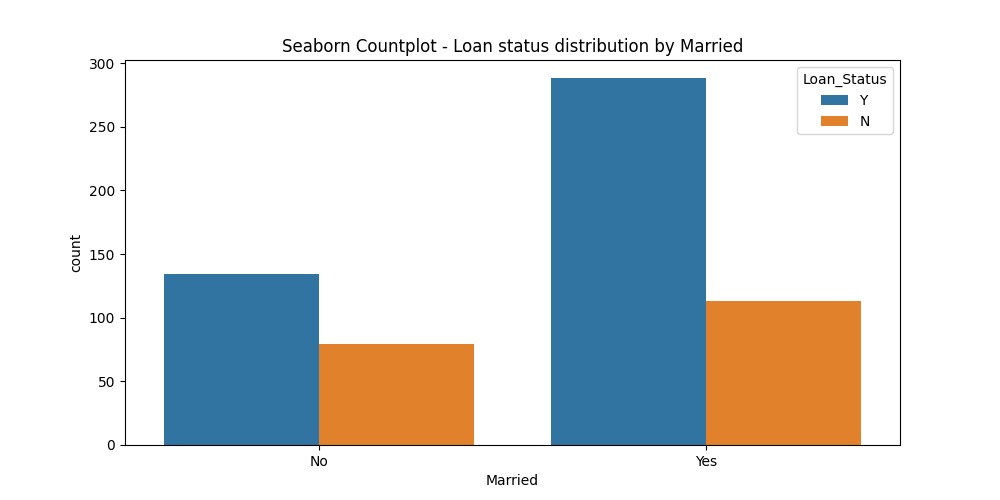 Seaborn Countplot - Loan status distribution by Married
Loan_Status
Y
N
300
250
200
150
100
50
0
count
No
Yes
Married